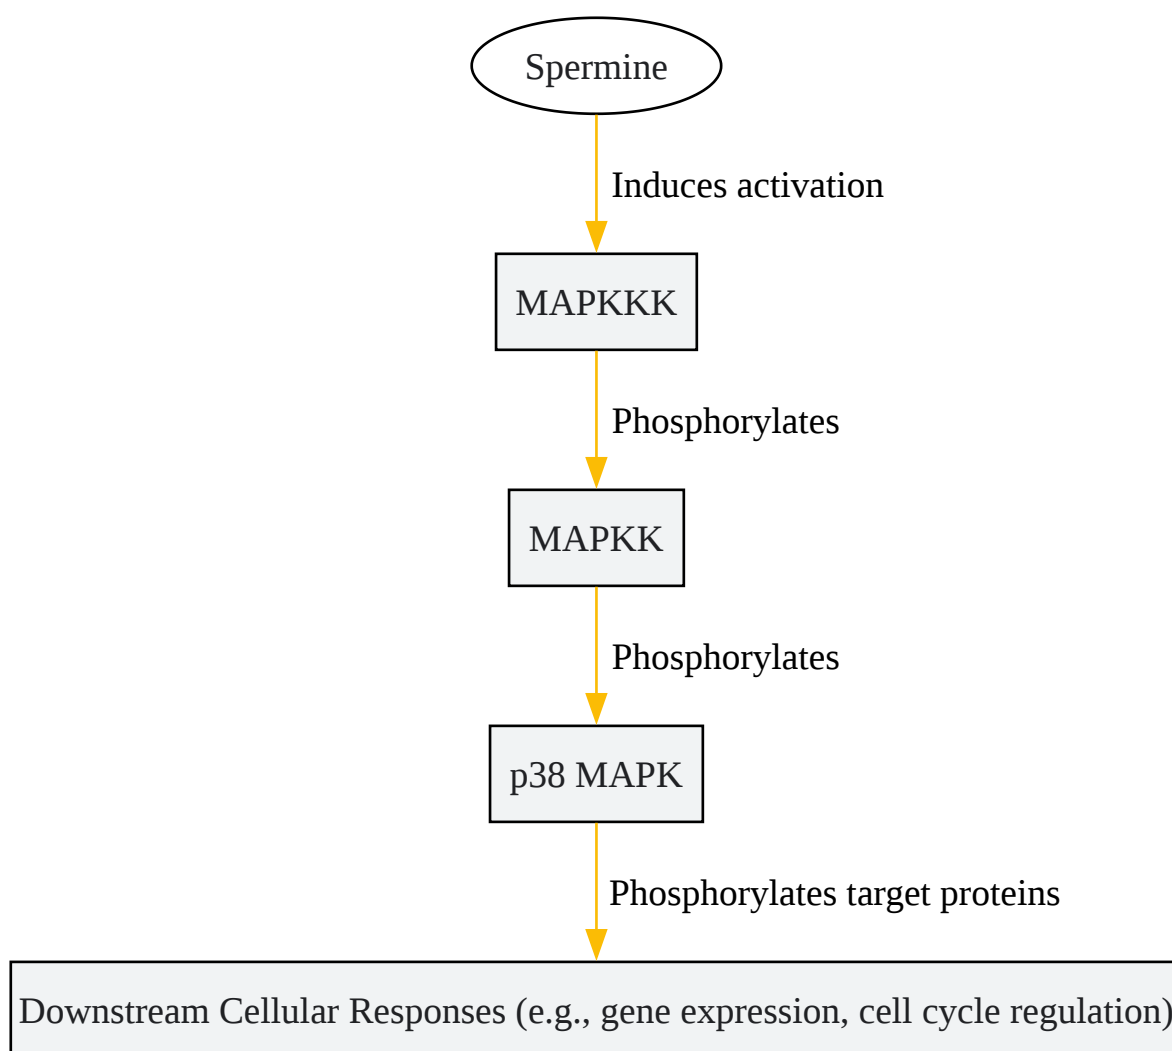 Spermine
Induces activation
MAPKKK
Phosphorylates
MAPKK
Phosphorylates
p38 MAPK
Phosphorylates target proteins
Downstream Cellular Responses (e.g., gene expression, cell cycle regulation)